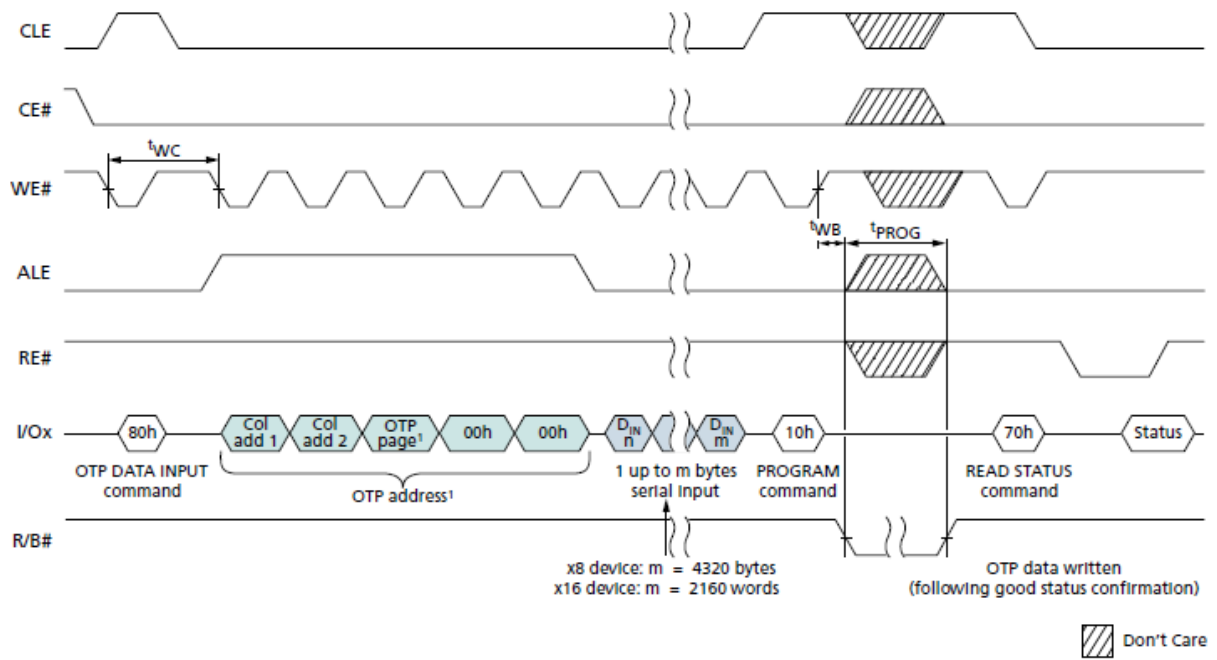 CLE
CE#
tWC
WE#
tWB
tPROG
ALE
RE#
I/Ox
80h
Col add 1
Col add 2
OTP page¹
00h
00h
DIN n
DIN m
10h
70h
Status
OTP DATA INPUT
command
OTP address¹
1 up to m bytes
serial input
PROGRAM
command
READ STATUS
command
R/B#
x8 device: m = 4320 bytes
x16 device: m = 2160 words
OTP data written
(following good status confirmation)
Don't Care